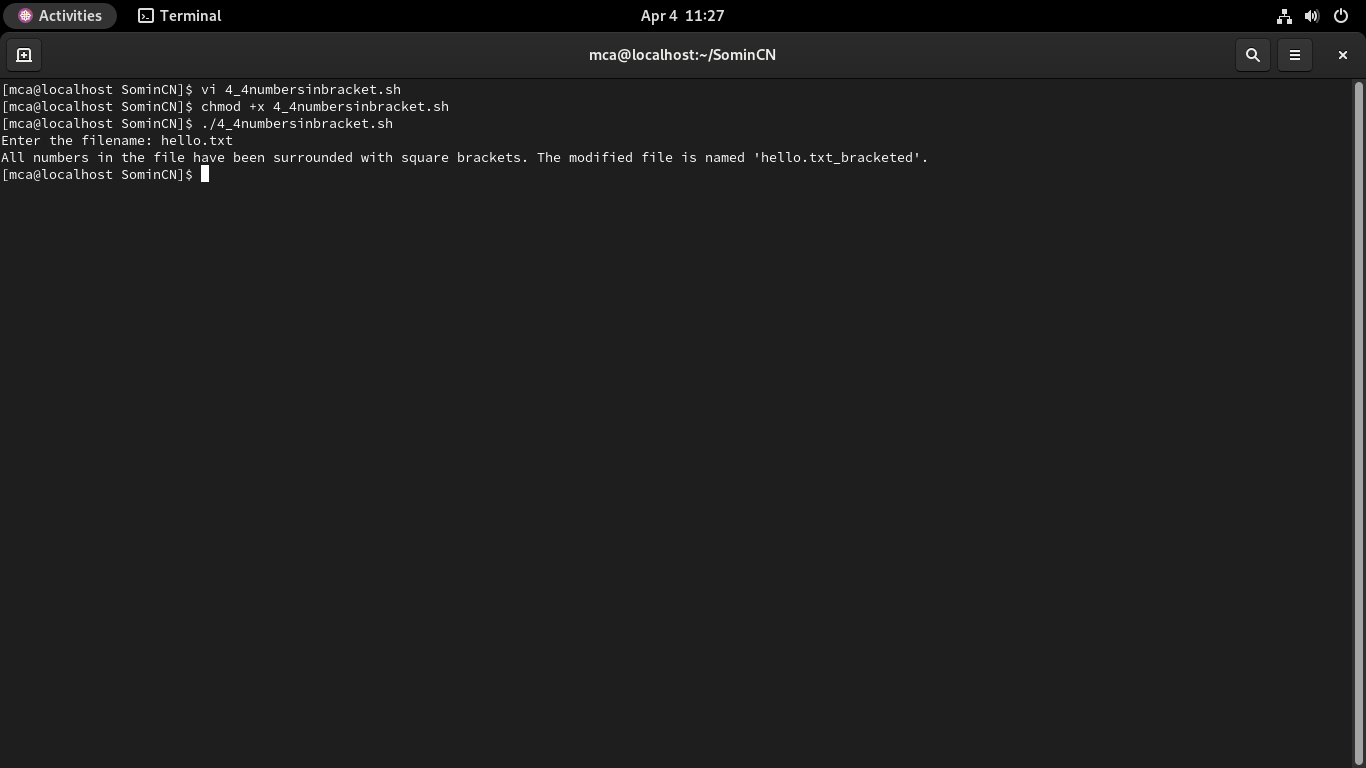 Activities Terminal Apr 4 11:27
mca@localhost:~/SominCN
[mca@localhost SominCN]$ vi 4_4numbersinbracket.sh
[mca@localhost SominCN]$ chmod +x 4_4numbersinbracket.sh
[mca@localhost SominCN]$ ./4_4numbersinbracket.sh
Enter the filename: hello.txt
All numbers in the file have been surrounded with square brackets. The modified file is named 'hello.txt_bracketed'.
[mca@localhost SominCN]$